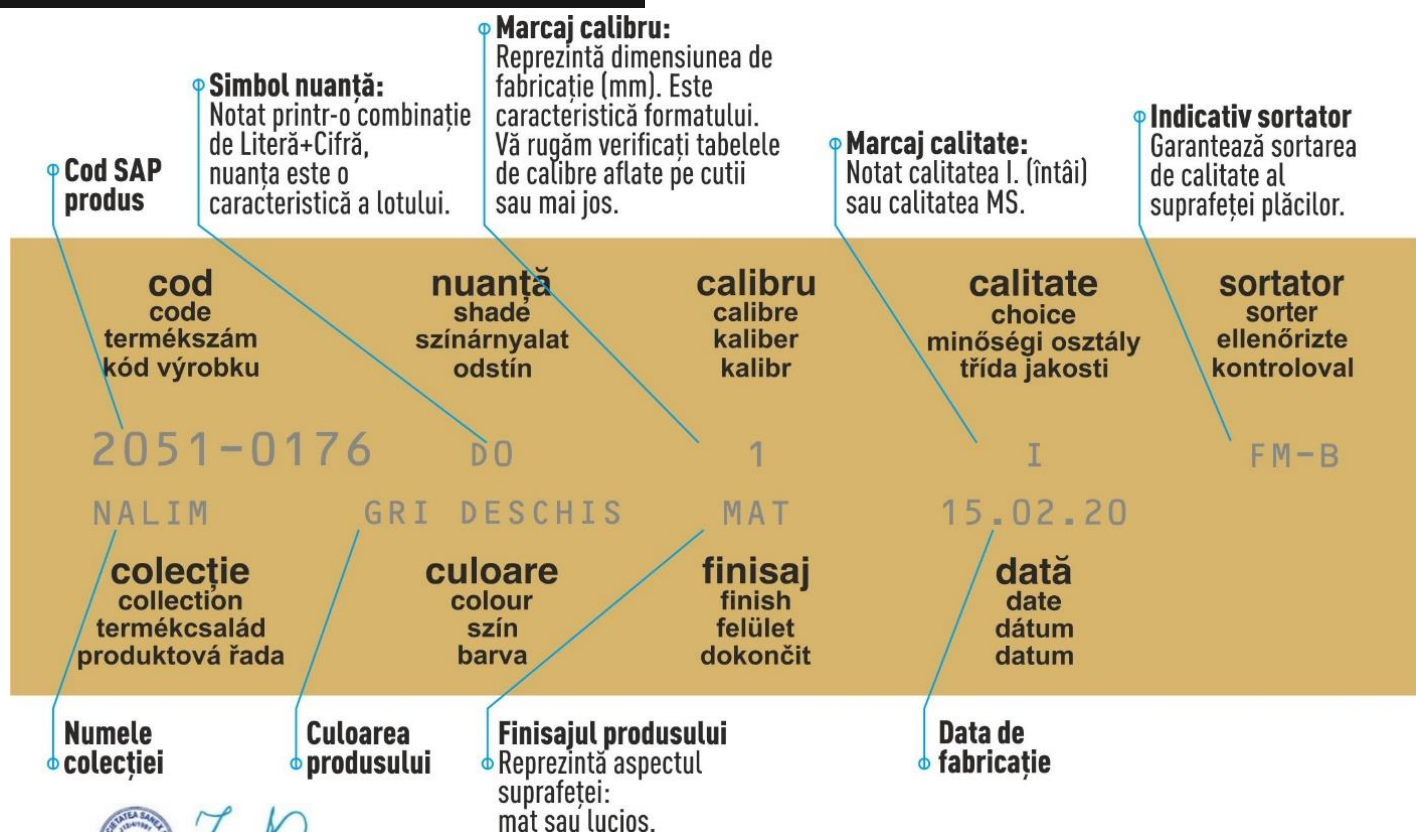 Marcaj calibru:
Reprezintă dimensiunea de
fabricație (mm). Este
caracteristică formatului.
Vă rugăm verificați tabelele
de calibre aflate pe cutii
sau mai jos.
Simbol nuanță:
Notat printr-o combinație
de Literă+Cifră,
nuanța este o
caracteristică a lotului.
Cod SAP
produs
Marcaj calitate:
Notat calitatea I. (întâi)
sau calitatea MS.
Indicativ sortator
Garantează sortarea
de calitate al
suprafeței plăcilor.
cod
code
termékszám
kód výrobku
nuanță
shade
színárnyalat
odstín
calibru
calibre
kaliber
kalibr
calitate
choice
minőségi osztály
třída jakosti
sortator
sorter
ellenőrizte
kontroloval
2051-0176 DO 1 I FM-B
NALIM GRI DESCHIS MAT 15.02.20
colecție
collection
termékcsalád
produktová řada
culoare
colour
szín
barva
finisaj
finish
felület
dokončit
dată
date
dátum
datum
Numele
colecției
Culoarea
produsului
Finisajul produsului
Reprezintă aspectul
suprafeței:
mat sau lucios.
Data de
fabricație